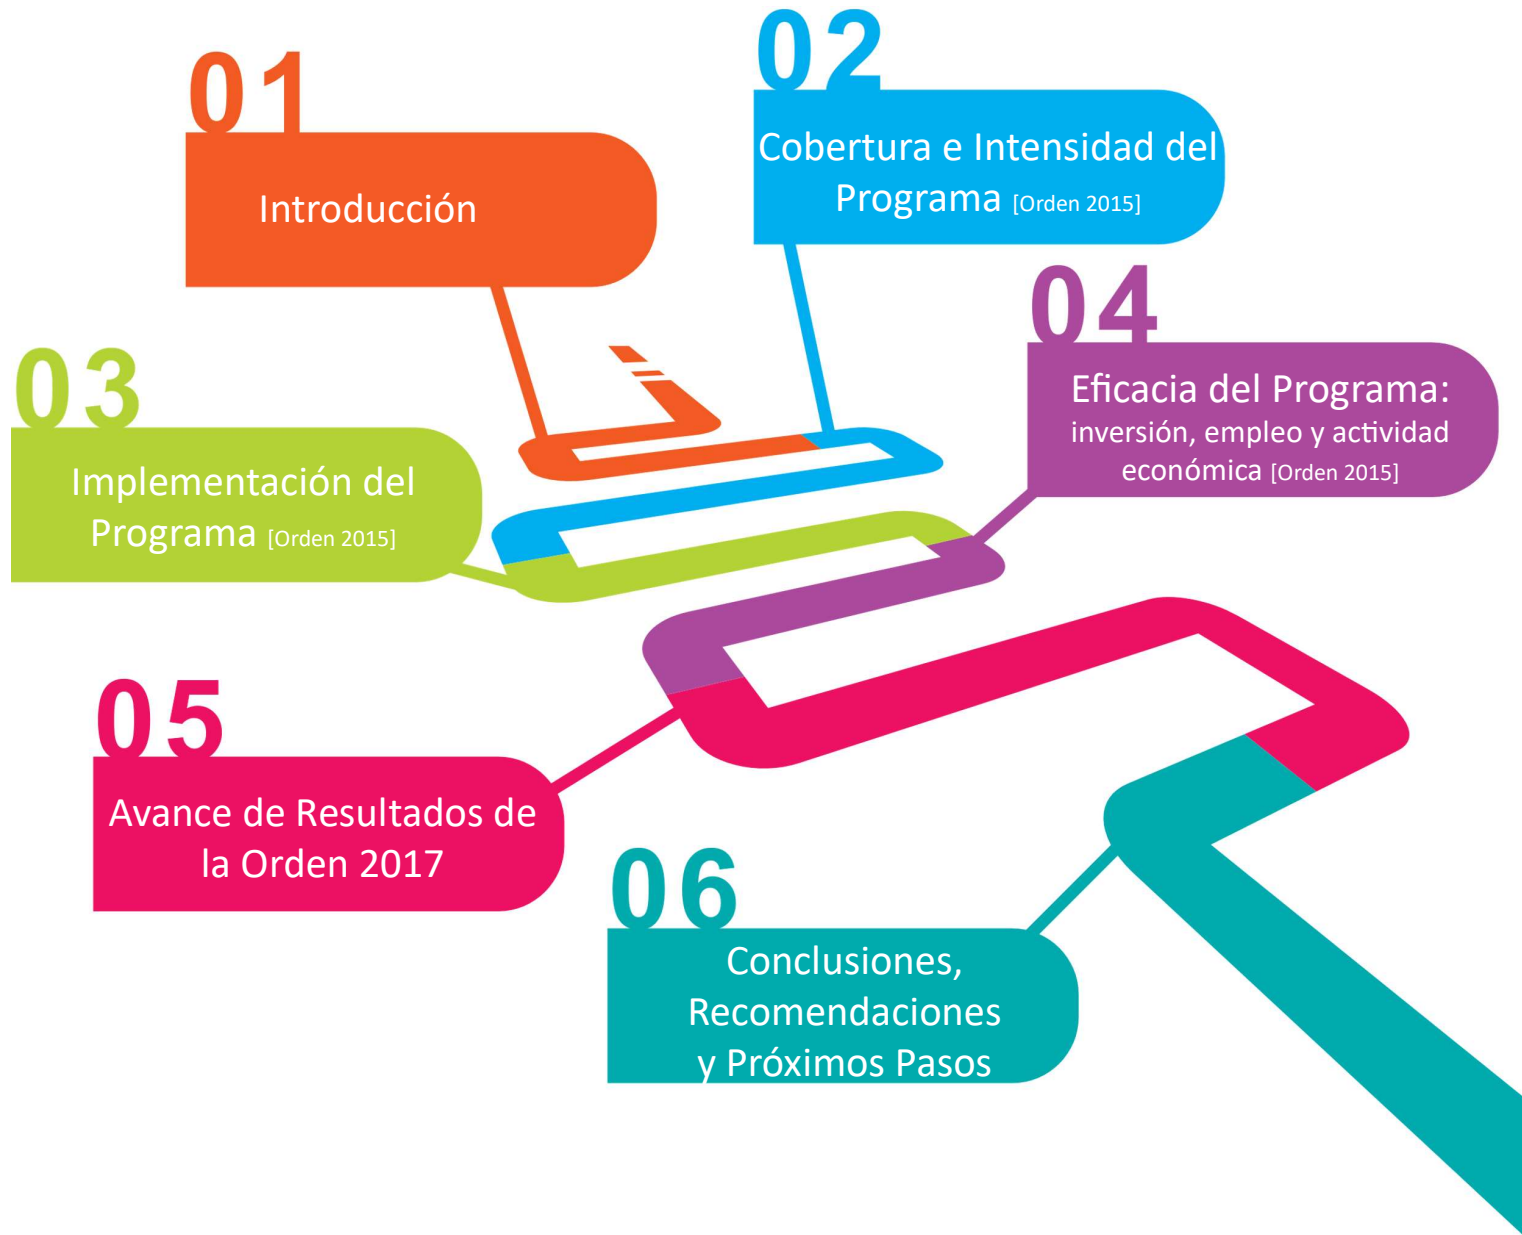 01
Introducción
02
Cobertura e Intensidad del
Programa [Orden 2015]
03
Implementación del
Programa [Orden 2015]
04
Eficacia del Programa:
inversión, empleo y actividad
económica [Orden 2015]
05
Avance de Resultados de
la Orden 2017
06
Conclusiones,
Recomendaciones
y Próximos Pasos